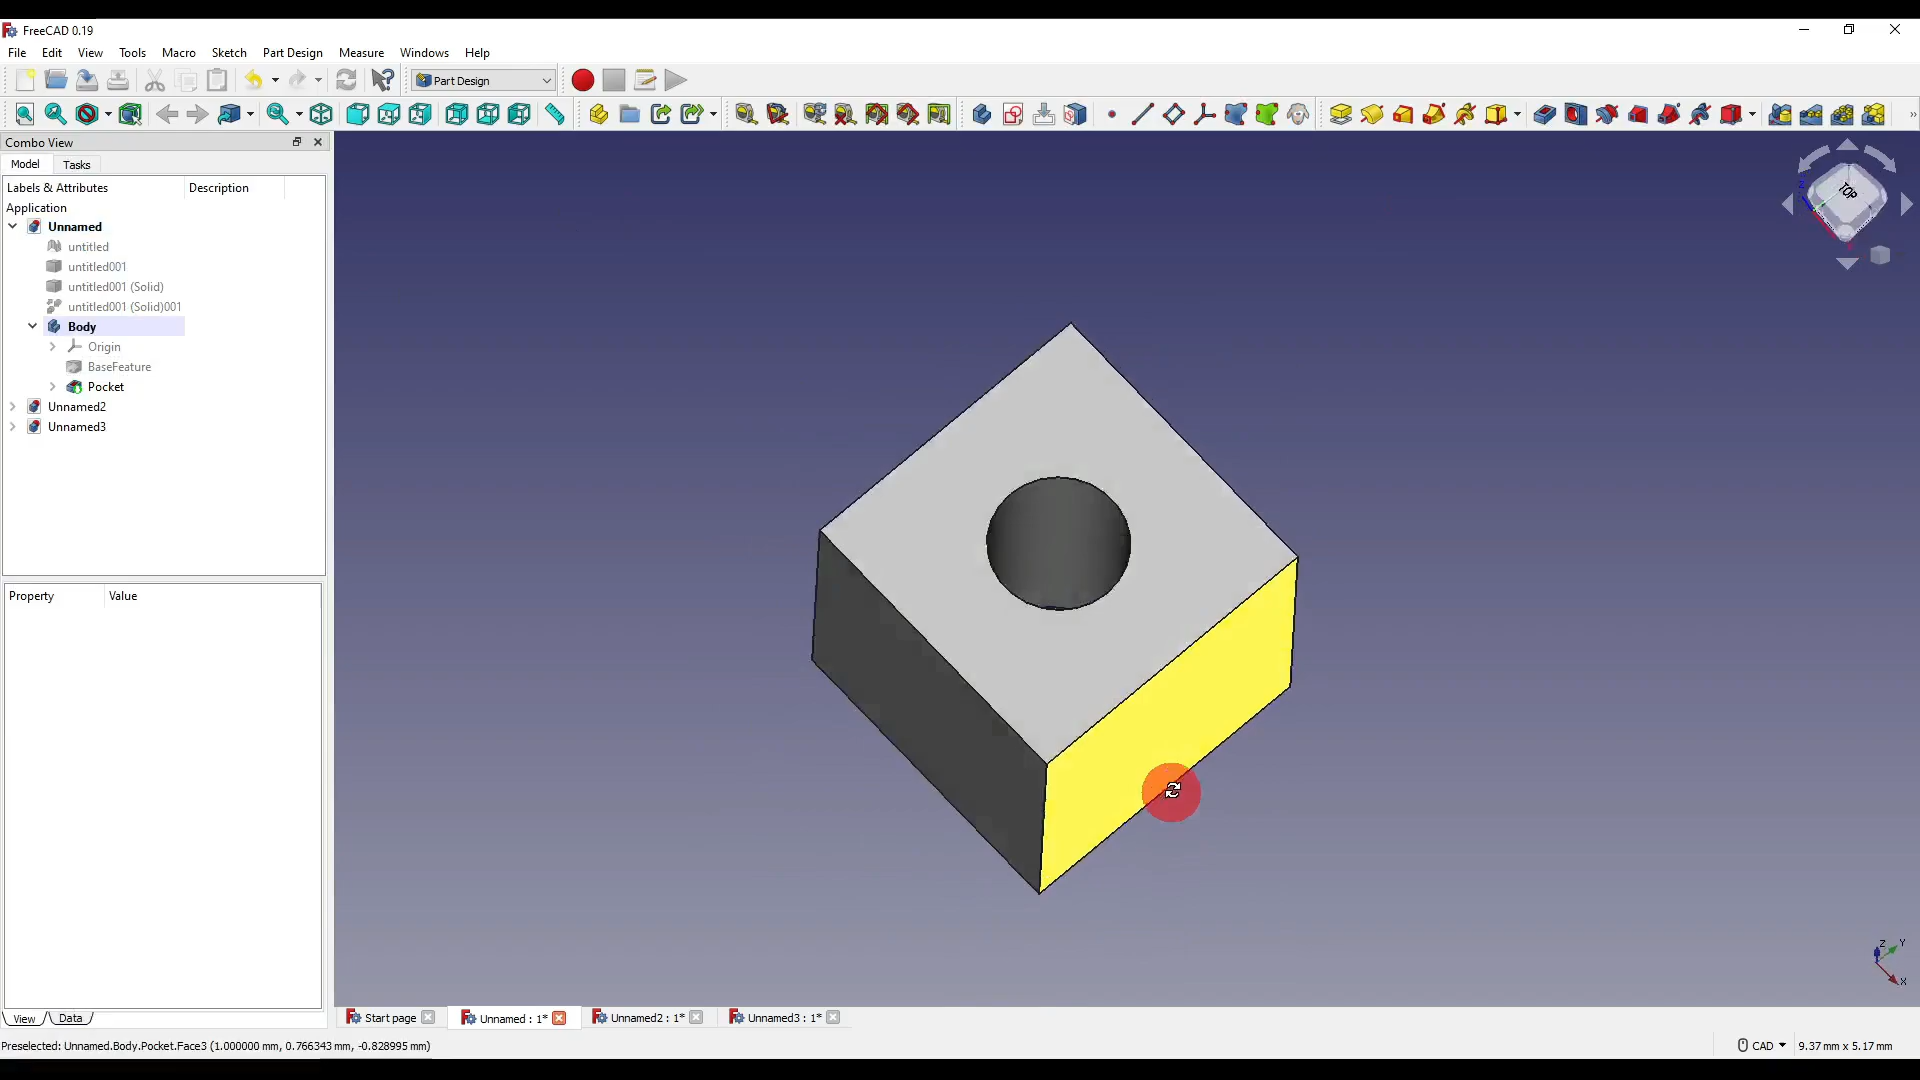 FreeCAD 0.19
File Edit View Tools Macro Sketch Part Design Measure Windows Help
Part Design
Combo View
Model Tasks
Labels & Attributes Description
Application
Unnamed
untitled
untitled001
untitled001 (Solid)
untitled001 (Solid)001
Body
Origin
BaseFeature
Pocket
Unnamed2
Unnamed3
TOP
Z
Property Value
Z Y
X
View Data
Start page Unnamed : 1* Unnamed2 : 1* Unnamed3 : 1*
Preselected: Unnamed.Body.Pocket.Face3 (1.000000 mm, 0.766343 mm, -0.828995 mm)
CAD 9.37 mm x 5.17 mm